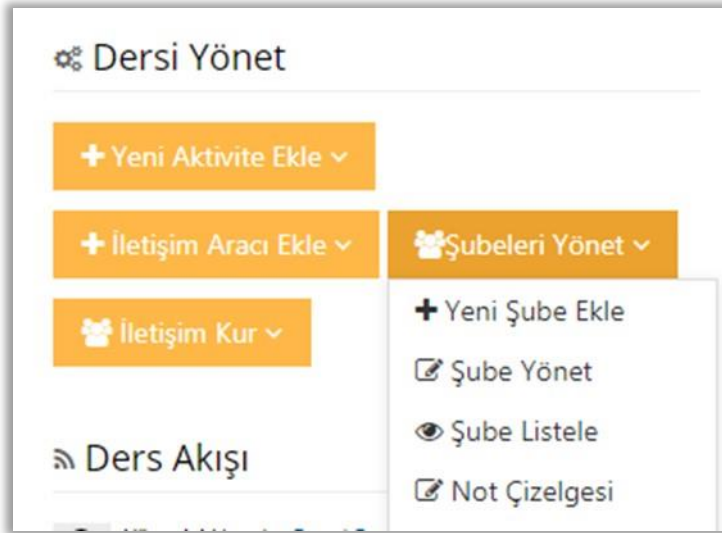 Dersi Yönet
Yeni Aktivite Ekle
İletişim Aracı Ekle
Şubeleri Yönet
İletişim Kur
Yeni Şube Ekle
Şube Yönet
Şube Listele
Not Çizelgesi
Ders Akışı